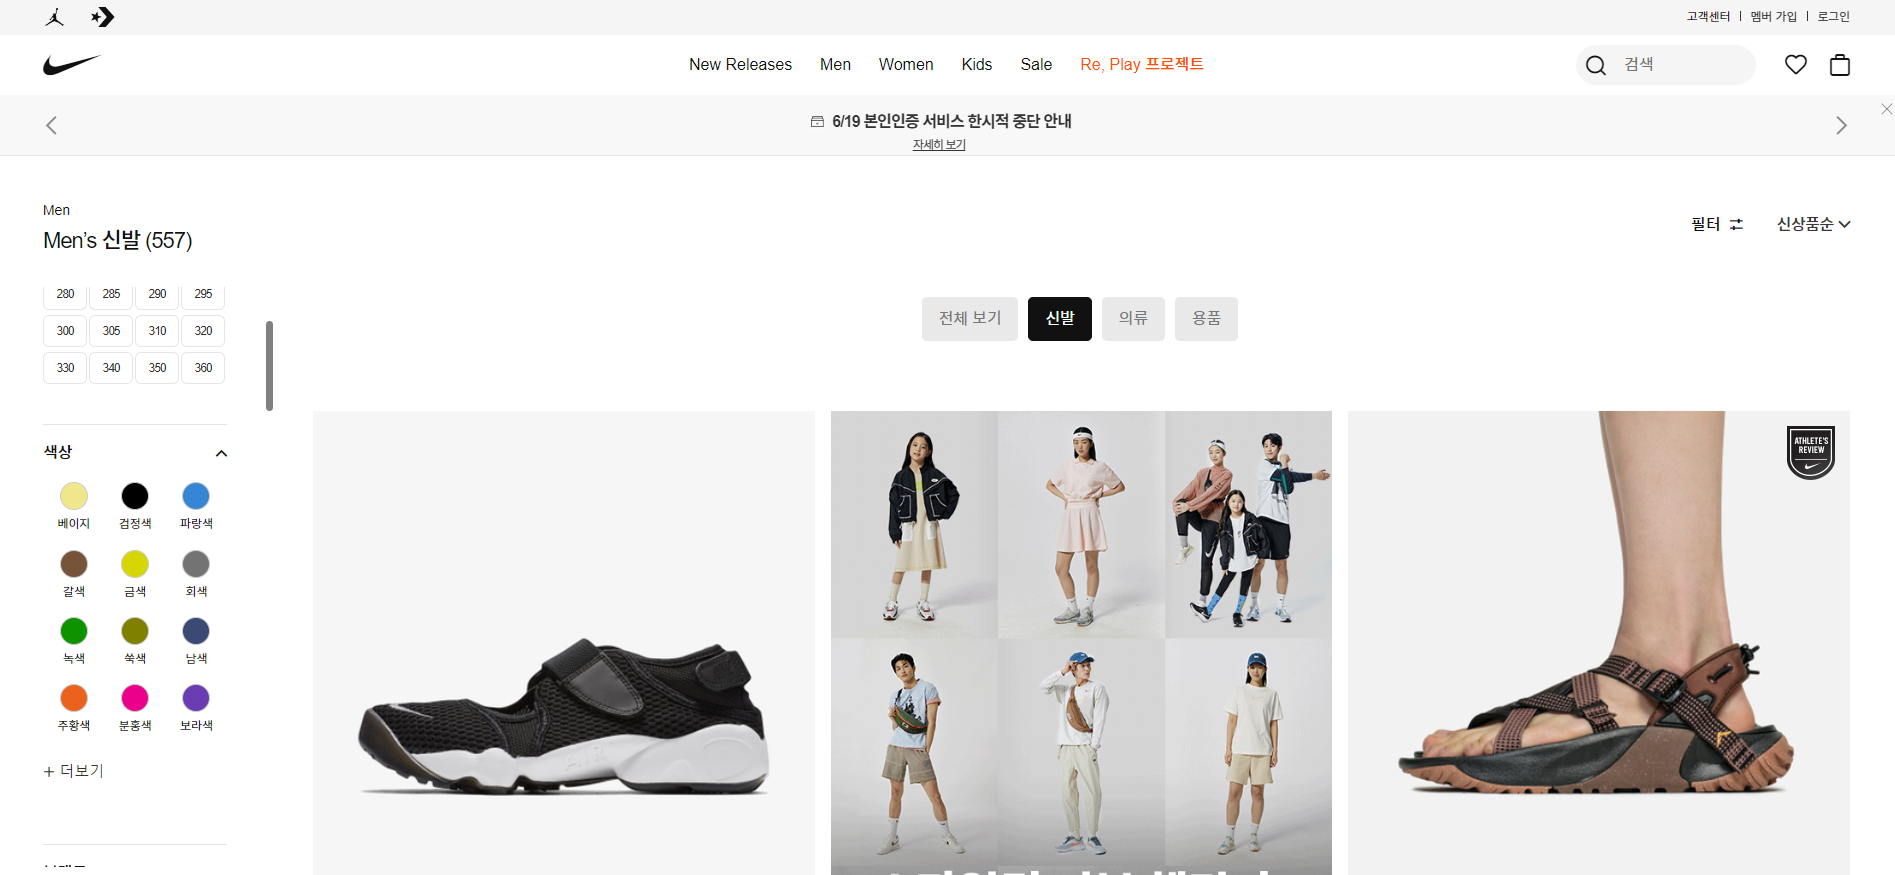 고객센터 | 멤버 가입 | 로그인
New Releases Men Women Kids Sale Re, Play 프로젝트
검색
6/19 본인인증 서비스 한시적 중단 안내
자세히 보기
Men
Men's 신발 (557)
필터
신상품순
280 285 290 295
300 305 310 320
330 340 350 360
전체 보기 신발 의류 용품
색상
베이지 검정색 파랑색
갈색 금색 회색
녹색 쑥색 남색
주황색 분홍색 보라색
+ 더보기
AIR
ATHLETE'S
REVIEW